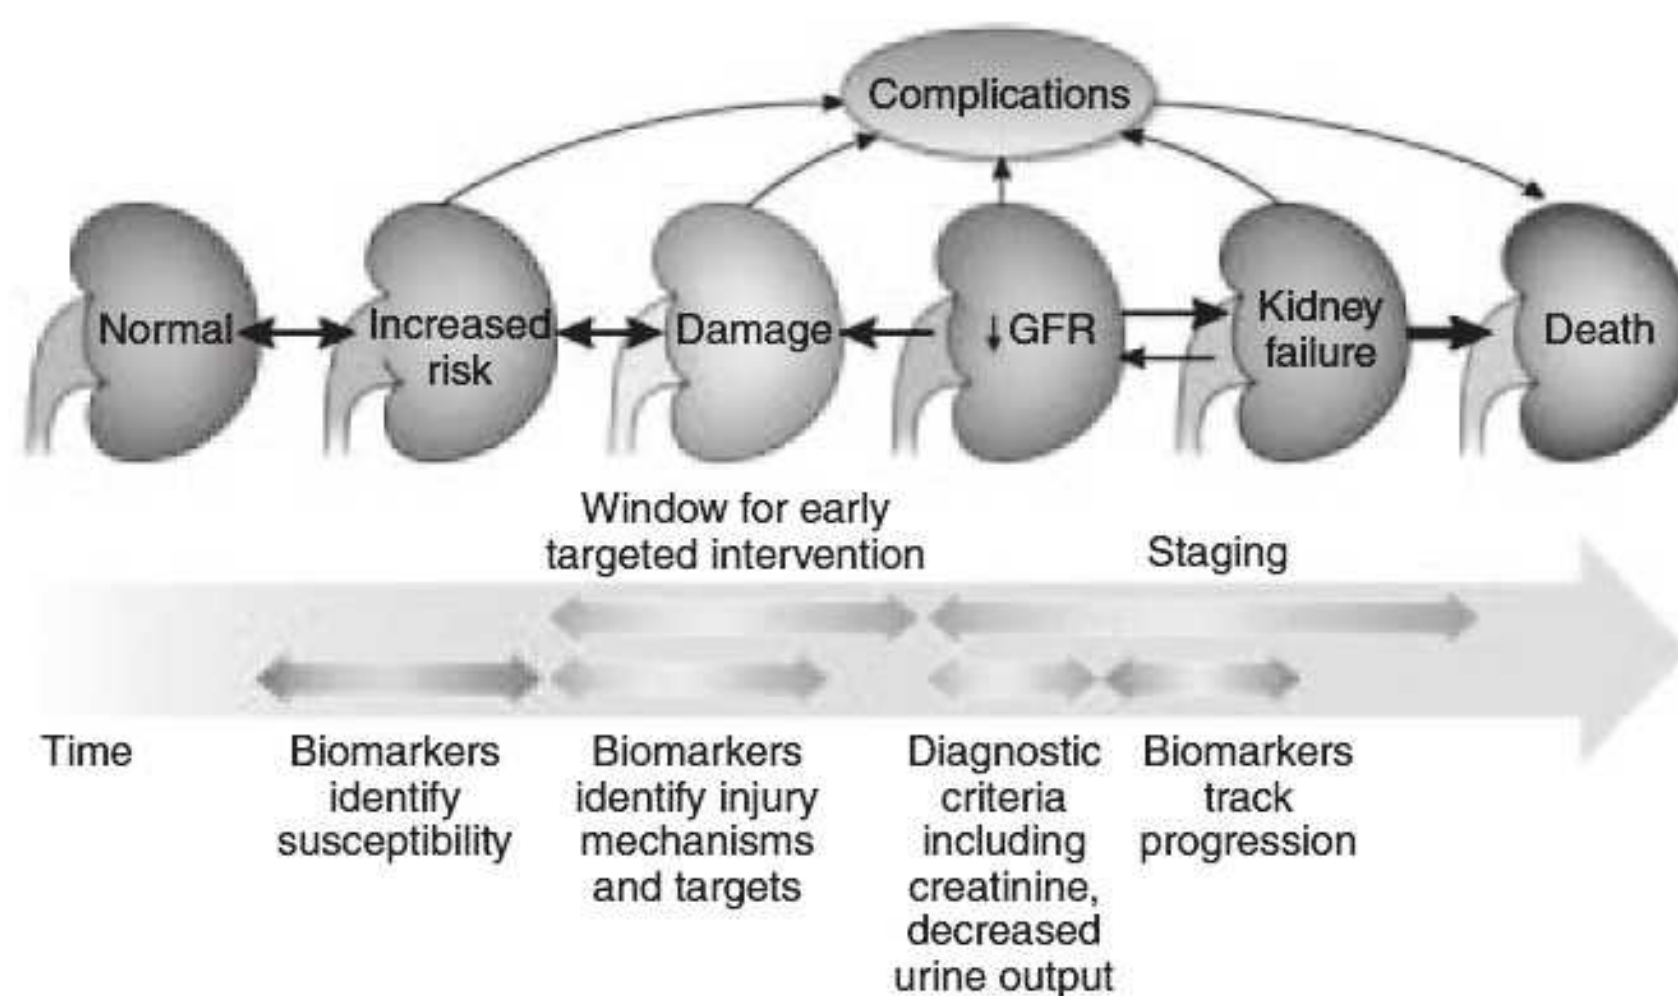 Complications
Normal
Increased
risk
Damage
↓ GFR
Kidney
failure
Death
Window for early
targeted intervention
Staging
Time
Biomarkers
identify
susceptibility
Biomarkers
identify injury
mechanisms
and targets
Diagnostic
criteria
including
creatinine,
decreased
urine output
Biomarkers
track
progression